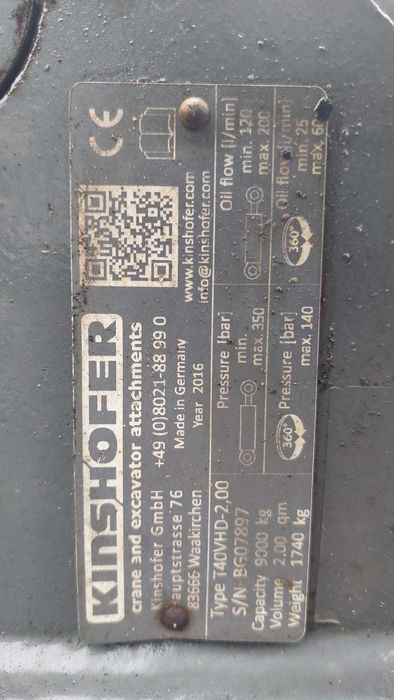 KINSHOFER
crane and excavator attachments
Kinshofer GmbH
Hauptstrasse 76
83666 Waakirchen
+49 (0)8021-88 99 0
Made in Germany
Year 2016
www.kinshofer.com
info@kinshofer.com
CE
Type T40VHD-2,00
S/N BG07897
Capacity 9000 kg
Volume 2.00 qm
Weight 1740 kg
Pressure [bar]
min.
max. 350
Oil flow [l/min]
min. 120
max. 200
360°
Pressure [bar]
max. 140
360°
Oil flow [l/min]
min. 25
max. 60